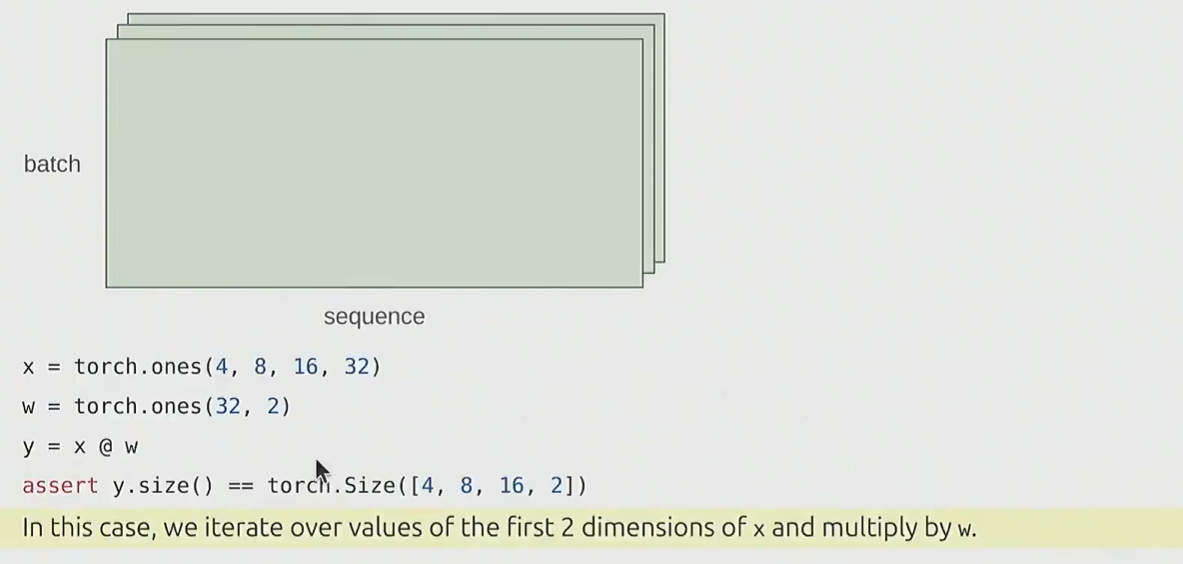 batch
sequence
x = torch.ones(4, 8, 16, 32)
w = torch.ones(32, 2)
y = x @ w
assert y.size() == torch.Size([4, 8, 16, 2])
In this case, we iterate over values of the first 2 dimensions of x and multiply by w.